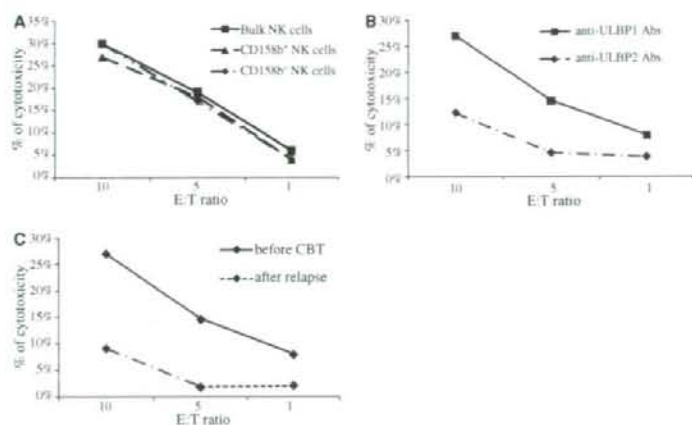 A
% of cytotoxicity
35%
30%
25%
20%
15%
10%
5%
0%
10
5
1
E:T ratio
Bulk NK cells
CD158b⁺ NK cells
NK cells
B
% of cytotoxicity
30%
25%
20%
15%
10%
5%
0%
10
5
1
E:T ratio
anti-ULBP1 Abs
anti-ULBP2 Abs
C
% of cytotoxicity
30%
25%
20%
15%
10%
5%
0%
10
5
1
E:T ratio
before CBT
after relapse